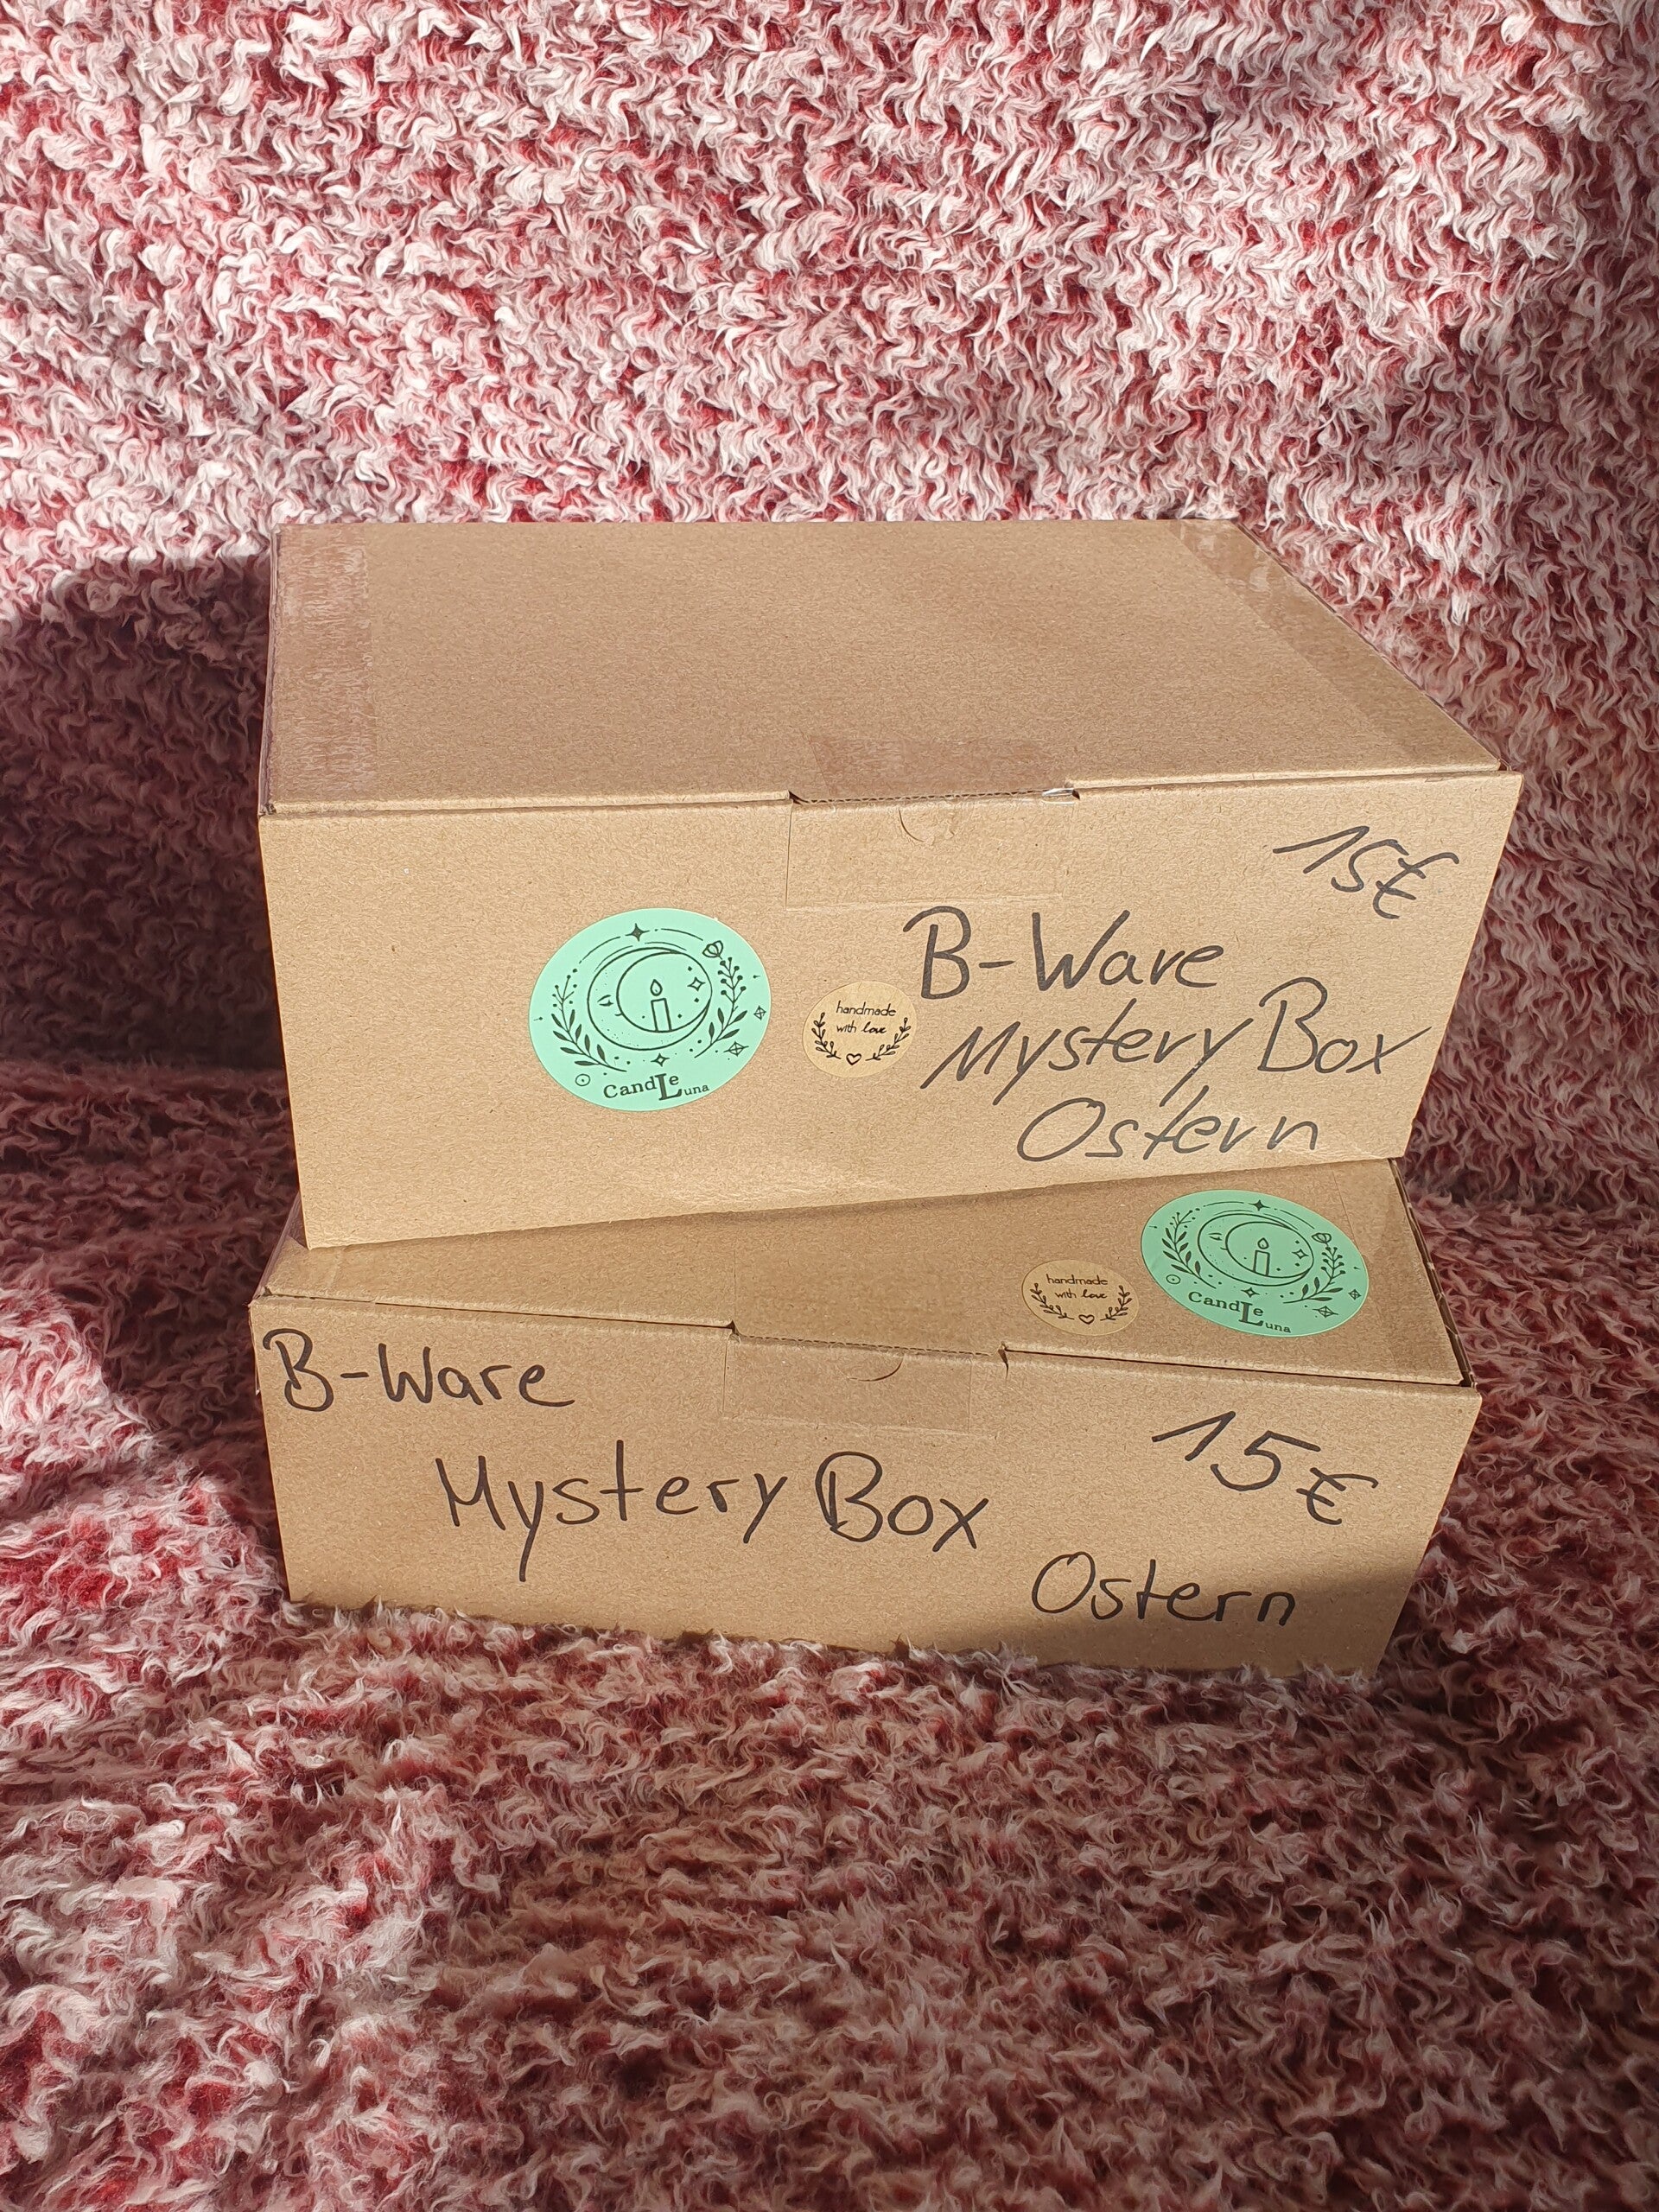 15€
B-Ware
Mystery Box
Ostern
handmade
with love
CandLe
Luna
handmade
with love
CandLe
Luna
B-Ware
Mystery Box
15€
Ostern